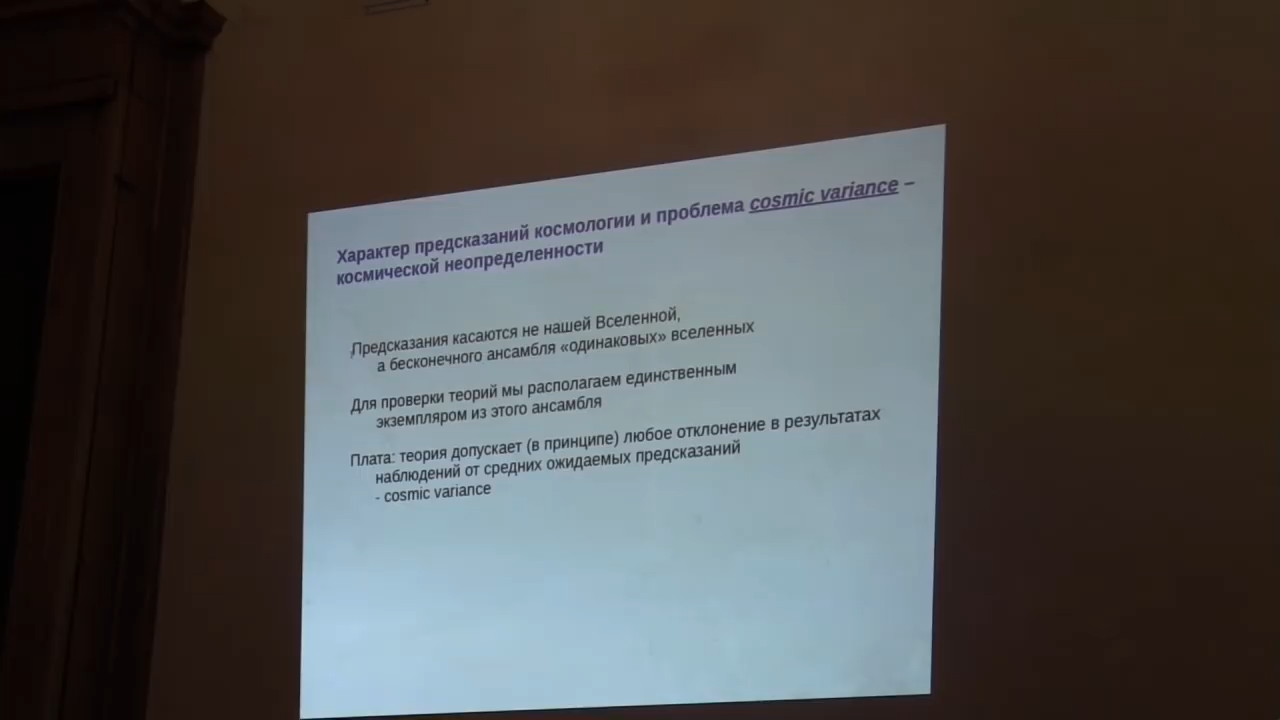 Характер предсказаний космологии и проблема cosmic variance –
космической неопределенности
Предсказания касаются не нашей Вселенной,
а бесконечного ансамбля «одинаковых» вселенных
Для проверки теорий мы располагаем единственным
экземпляром из этого ансамбля
Плата: теория допускает (в принципе) любое отклонение в результатах
наблюдений от средних ожидаемых предсказаний
- cosmic variance